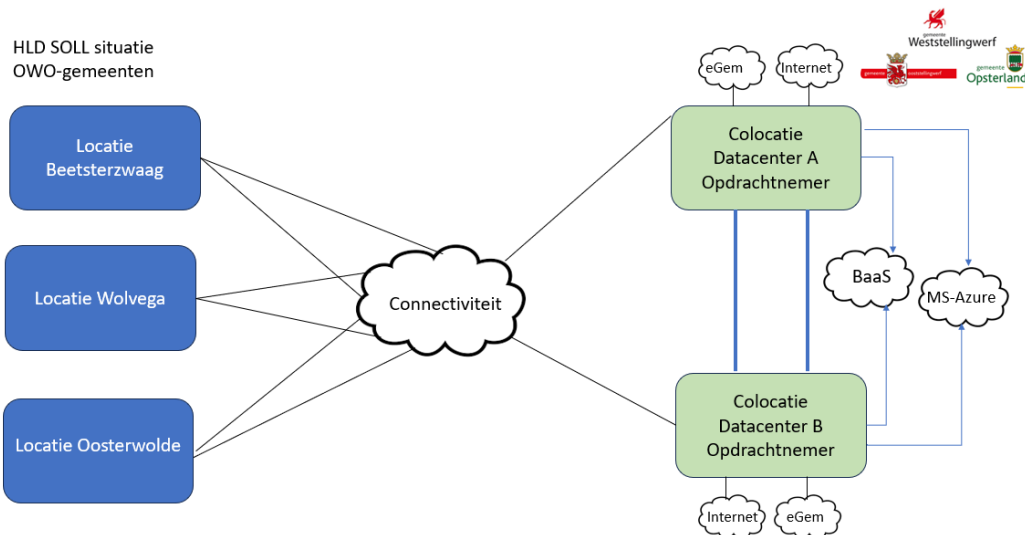 HLD SOLL situatie
OWO-gemeenten
gemeente
Weststellingwerf
gemeente
gemeente
Opsterland
eGem
Internet
Locatie
Beetsterzwaag
Colocatie
Datacenter A
Opdrachtnemer
Locatie Wolvega
Connectiviteit
BaaS
MS-Azure
Locatie Oosterwolde
Colocatie
Datacenter B
Opdrachtnemer
Internet
eGem